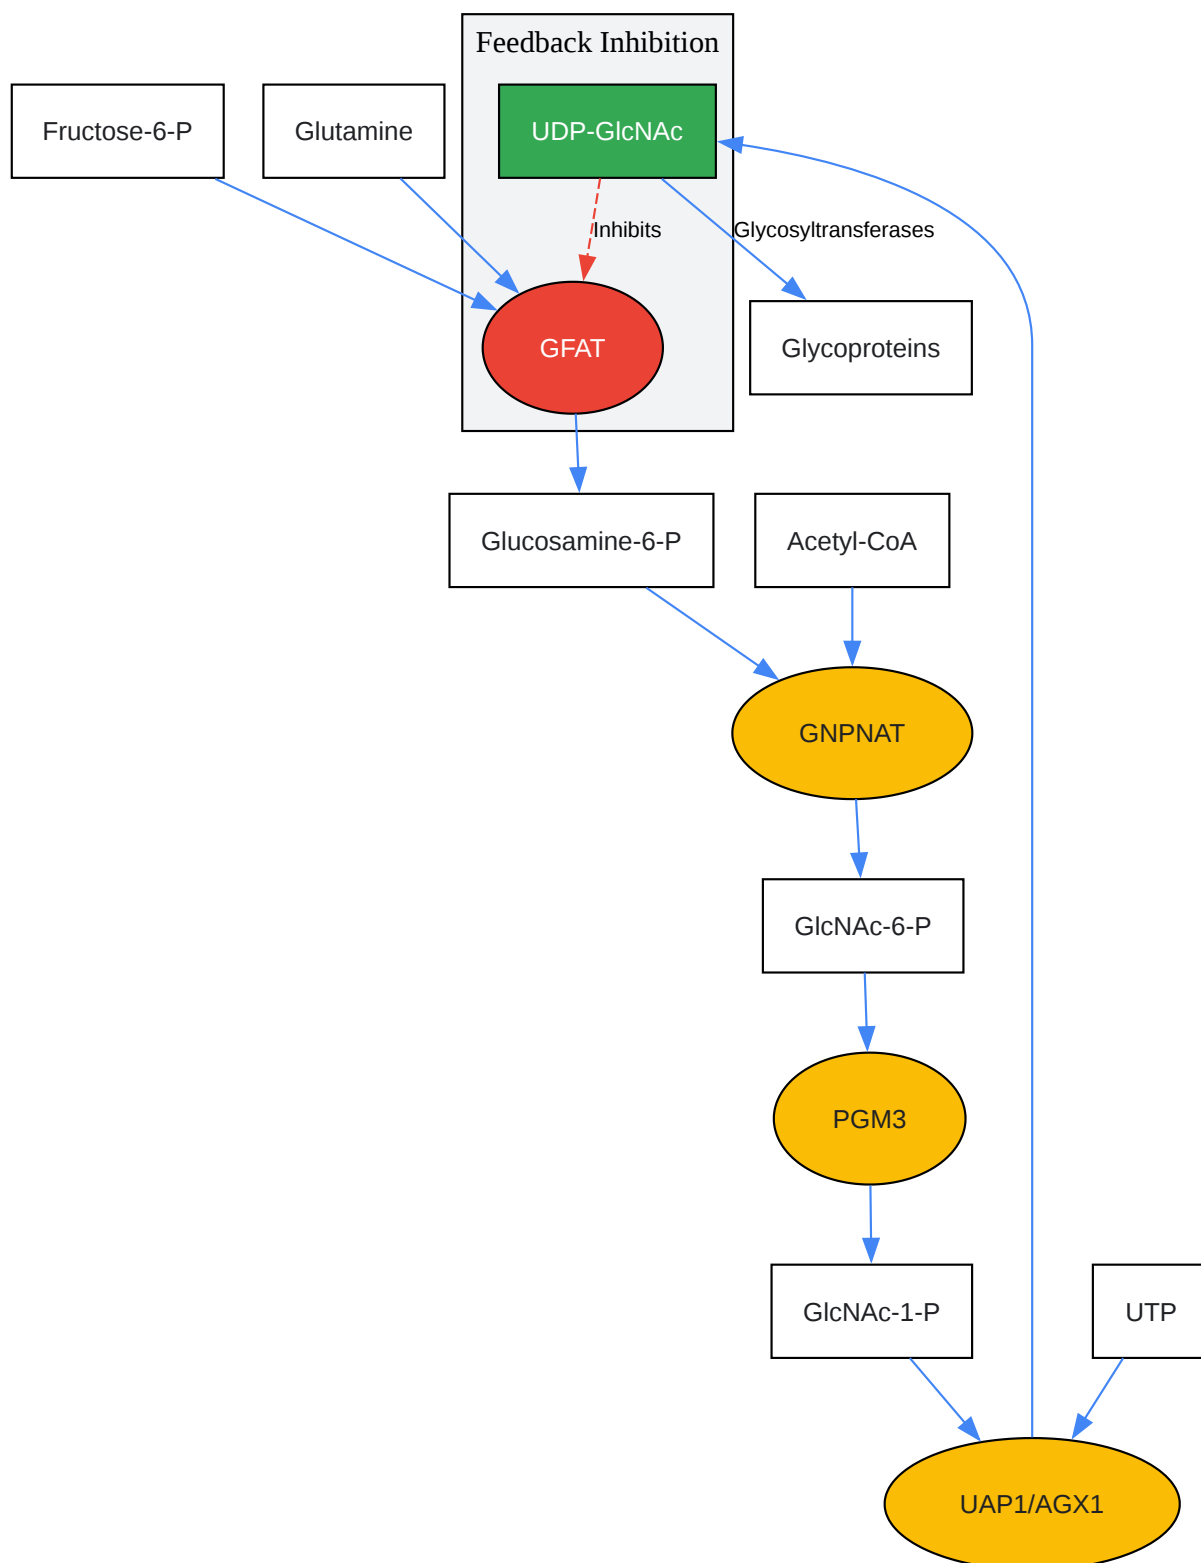 Feedback Inhibition
Fructose-6-P
Glutamine
UDP-GlcNAc
Inhibits
Glycosyltransferases
GFAT
Glycoproteins
Glucosamine-6-P
Acetyl-CoA
GNPNAT
GlcNAc-6-P
PGM3
GlcNAc-1-P
UTP
UAP1/AGX1